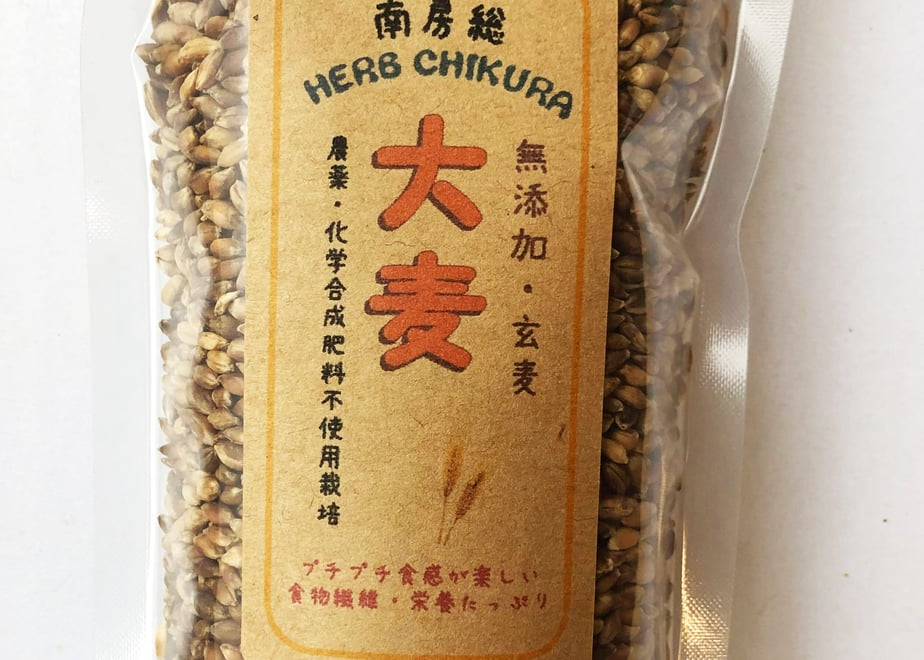 南房総
HERB CHIKURA
無添加・玄麦
大麦
農薬・化学合成肥料不使用栽培
プチプチ食感が楽しい
食物繊維・栄養たっぷり